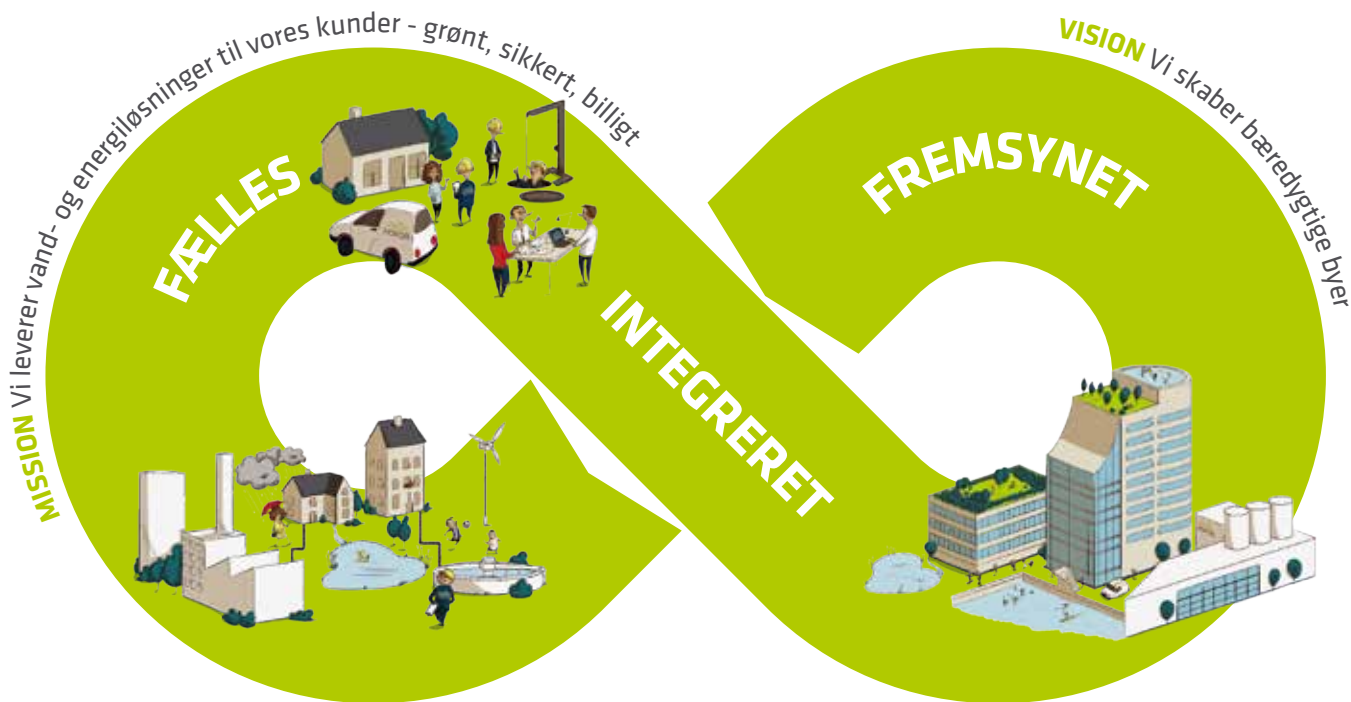 MISSION Vi leverer vand- og energiløsninger til vores kunder - grønt, sikkert, billigt
VISION Vi skaber bæredygtige byer
FÆLLES
INTEGRERET
FREMSYNET